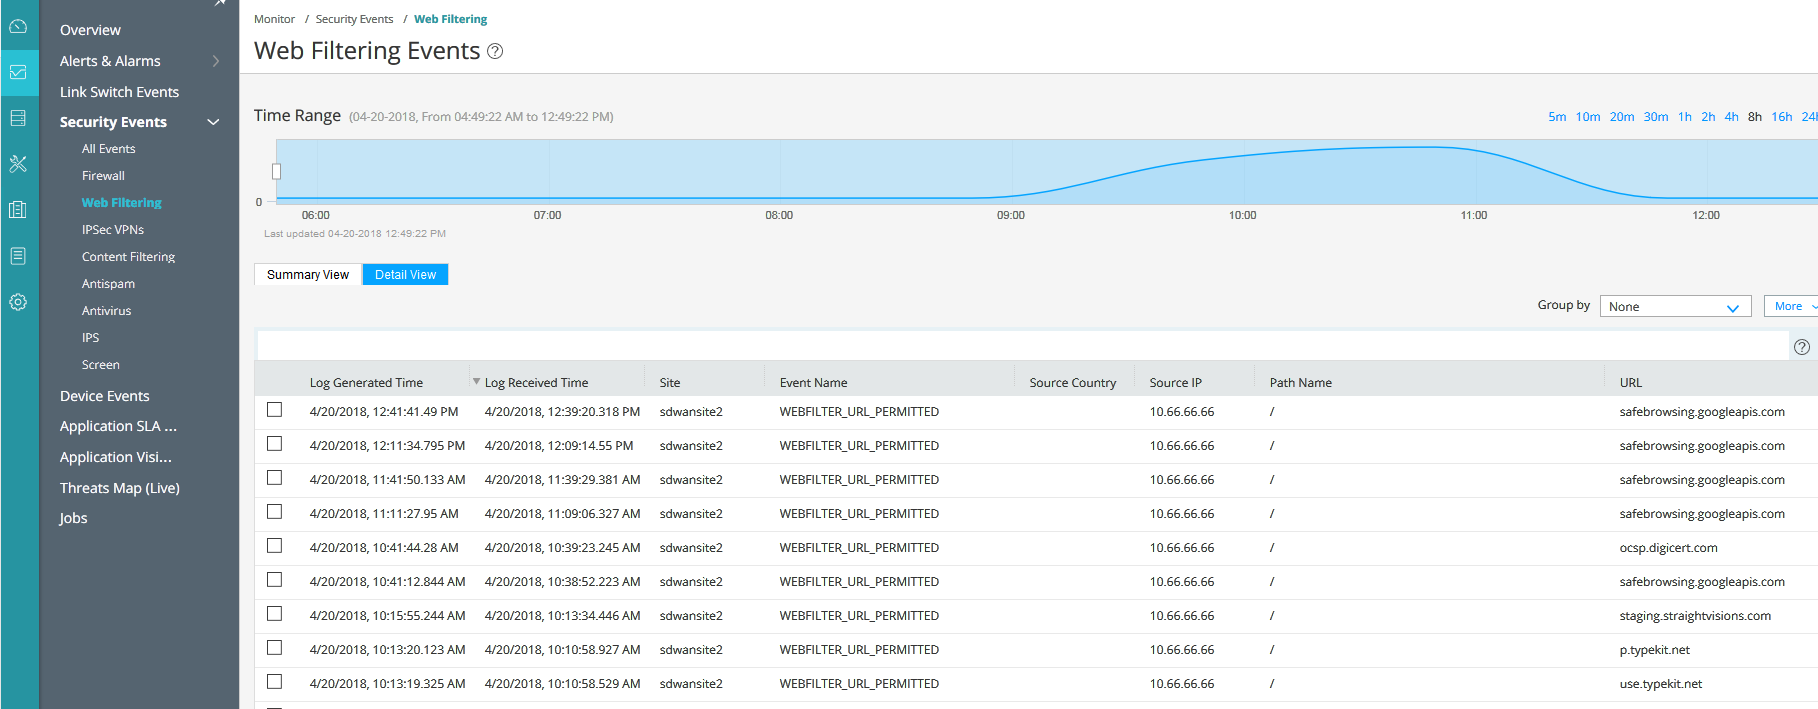 Monitor / Security Events / Web Filtering
Web Filtering Events
Overview
Alerts & Alarms
Link Switch Events
Security Events
All Events
Firewall
Web Filtering
IPSec VPNs
Content Filtering
Antispam
Antivirus
IPS
Screen
Device Events
Application SLA ...
Application Visi...
Threats Map (Live)
Jobs
Time Range (04-20-2018, From 04:49:22 AM to 12:49:22 PM)
5m 10m 20m 30m 1h 2h 4h 8h 16h
0
06:00 07:00 08:00 09:00 10:00 11:00 12:00
Last updated 04-20-2018 12:49:22 PM
Summary View Detail View
Group by None More
Log Generated Time Log Received Time Site Event Name Source Country Source IP Path Name URL
4/20/2018, 12:41:41.49 PM 4/20/2018, 12:39:20.318 PM sdwansite2 WEBFILTER_URL_PERMITTED 10.66.66.66 / safebrowsing.googleapis.com
4/20/2018, 12:11:34.795 PM 4/20/2018, 12:09:14.55 PM sdwansite2 WEBFILTER_URL_PERMITTED 10.66.66.66 / safebrowsing.googleapis.com
4/20/2018, 11:41:50.133 AM 4/20/2018, 11:39:29.381 AM sdwansite2 WEBFILTER_URL_PERMITTED 10.66.66.66 / safebrowsing.googleapis.com
4/20/2018, 11:11:27.95 AM 4/20/2018, 11:09:06.327 AM sdwansite2 WEBFILTER_URL_PERMITTED 10.66.66.66 / safebrowsing.googleapis.com
4/20/2018, 10:41:44.28 AM 4/20/2018, 10:39:23.245 AM sdwansite2 WEBFILTER_URL_PERMITTED 10.66.66.66 / ocsp.digicert.com
4/20/2018, 10:41:12.844 AM 4/20/2018, 10:38:52.223 AM sdwansite2 WEBFILTER_URL_PERMITTED 10.66.66.66 / safebrowsing.googleapis.com
4/20/2018, 10:15:55.244 AM 4/20/2018, 10:13:34.446 AM sdwansite2 WEBFILTER_URL_PERMITTED 10.66.66.66 / staging.straightvisions.com
4/20/2018, 10:13:20.123 AM 4/20/2018, 10:10:58.927 AM sdwansite2 WEBFILTER_URL_PERMITTED 10.66.66.66 / p.typekit.net
4/20/2018, 10:13:19.325 AM 4/20/2018, 10:10:58.529 AM sdwansite2 WEBFILTER_URL_PERMITTED 10.66.66.66 / use.typekit.net